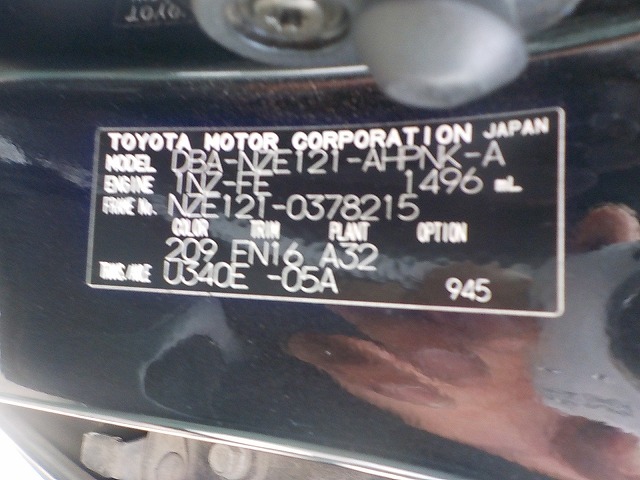 TOYOTA MOTOR CORPORATION JAPAN
MODEL DBA-NZE121-AHPNK-A
ENGINE 1NZ-FE 1496 mL
FRAME No. NZE121-0378215
COLOR TRIM PLANT OPTION
209 EN16 A32
TRANS/AXLE U340E -05A 945